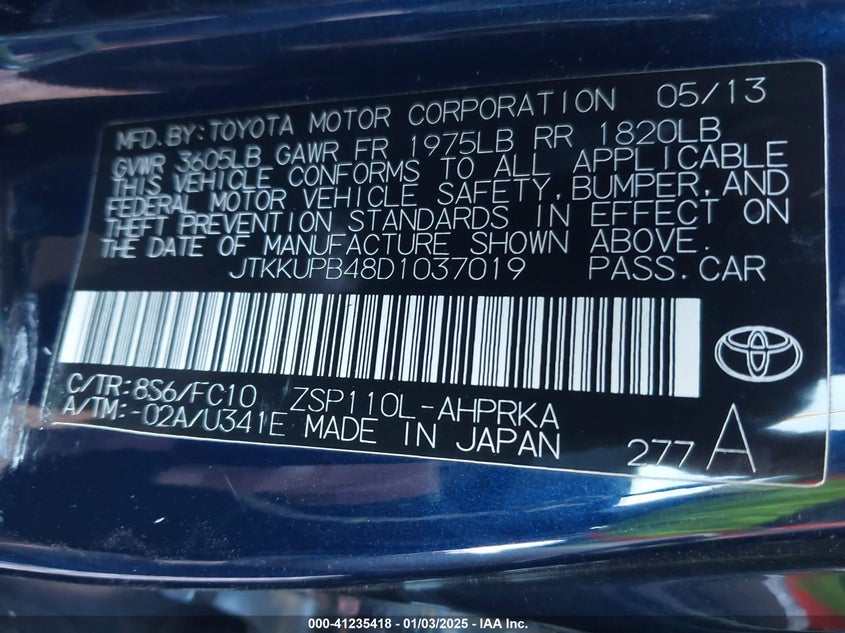 MFD.BY:TOYOTA MOTOR CORPORATION 05/13
GVWR 3605LB GAWR FR 1975LB RR 1820LB
THIS VEHICLE CONFORMS TO ALL APPLICABLE
FEDERAL MOTOR VEHICLE SAFETY, BUMPER, AND
THEFT PREVENTION STANDARDS IN EFFECT ON
THE DATE OF MANUFACTURE SHOWN ABOVE.
JTKKUPB48D1037019 PASS.CAR
C/TR:8S6/FC10 ZSP110L-AHPRKA
A/TM:-02A/U341E MADE IN JAPAN 277 A
000-41235418 - 01/03/2025 - © IAA Inc.